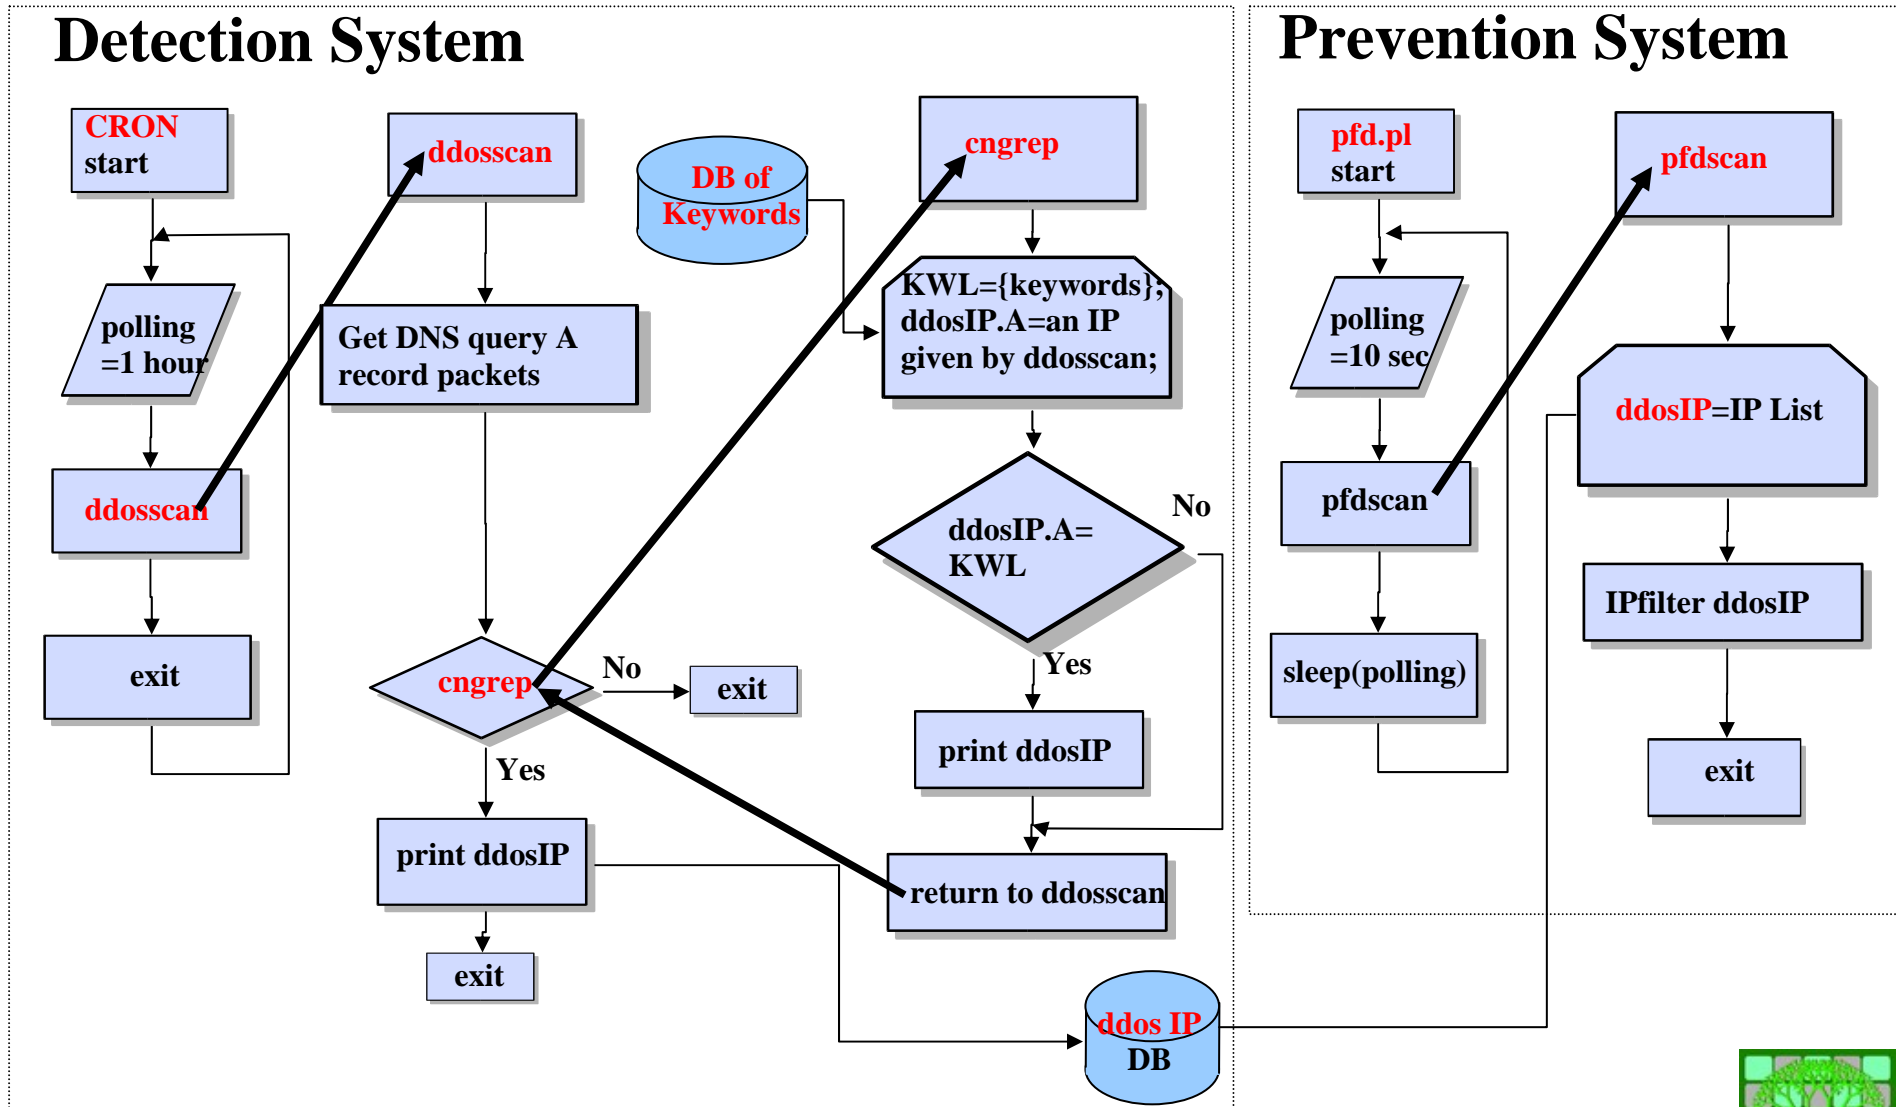 Detection System
CRON
start
polling
=1 hour
ddosscan
exit
ddosscan
Get DNS query A
record packets
cngrep
No
exit
Yes
print ddosIP
exit
DB of
Keywords
cngrep
KWL={keywords};
ddosIP.A=an IP
given by ddosscan;
ddosIP.A=
KWL
No
Yes
print ddosIP
return to ddosscan
ddos IP
DB
Prevention System
pfd.pl
start
polling
=10 sec
pfdscan
sleep(polling)
pfdscan
ddosIP=IP List
IPfilter ddosIP
exit